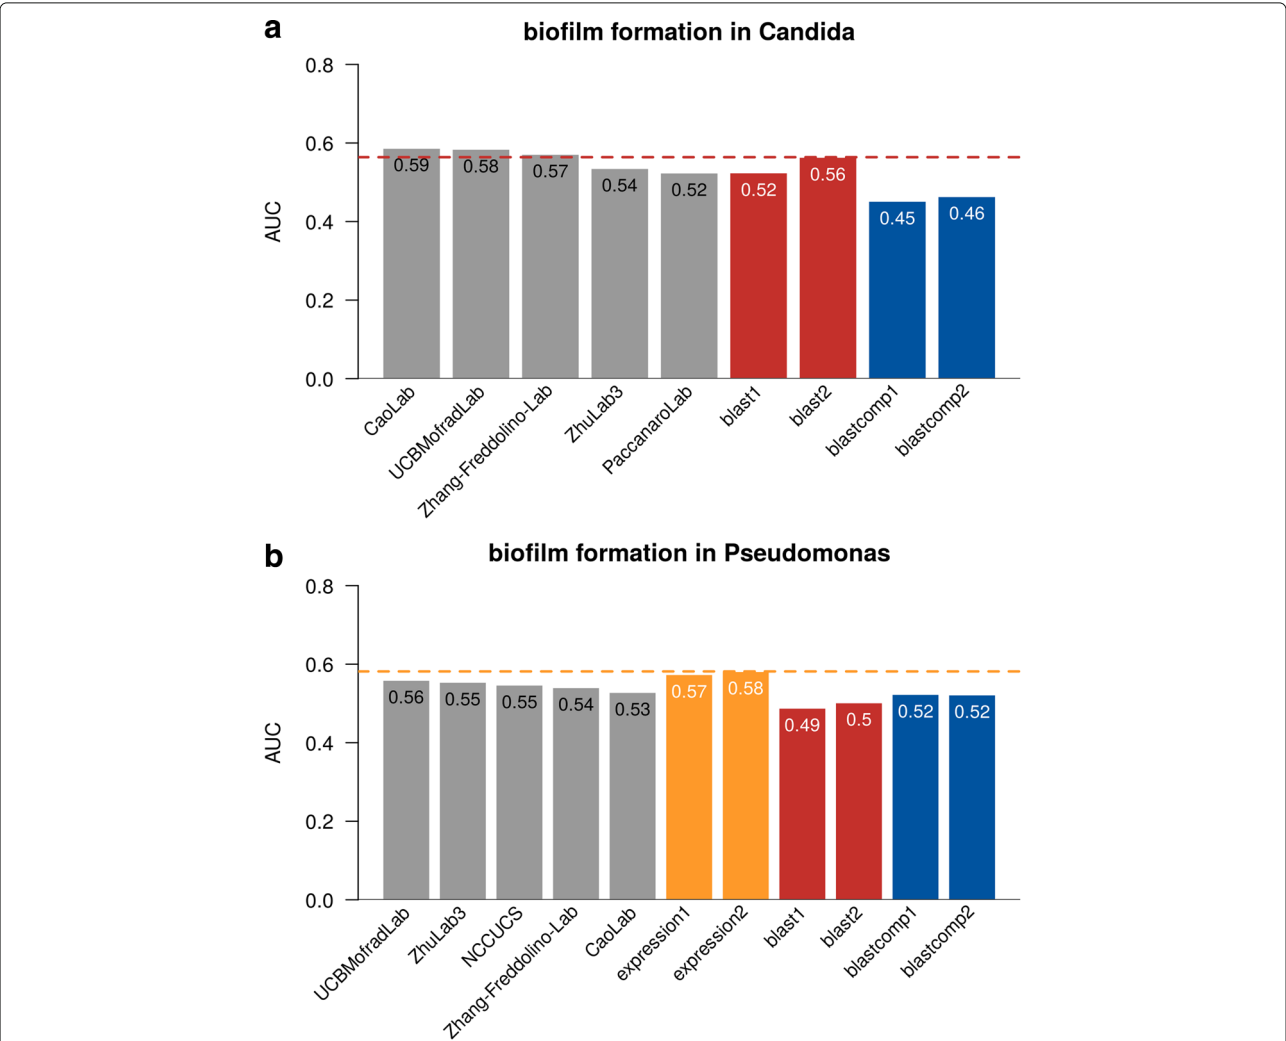 a
biofilm formation in Candida
0.8
0.6
0.4
0.2
0.0
AUC
0.59
0.58
0.57
0.54
0.52
0.52
0.56
0.45
0.46
CaoLab
UCBMofradLab
Zhang-Freddolino-Lab
ZhuLab3
PaccanaroLab
blast1
blast2
blastcomp1
blastcomp2
b
biofilm formation in Pseudomonas
0.8
0.6
0.4
0.2
0.0
AUC
0.56
0.55
0.55
0.54
0.53
0.57
0.58
0.49
0.5
0.52
0.52
UCBMofradLab
ZhuLab3
NCCUCS
Zhang-Freddolino-Lab
CaoLab
expression1
expression2
blast1
blast2
blastcomp1
blastcomp2